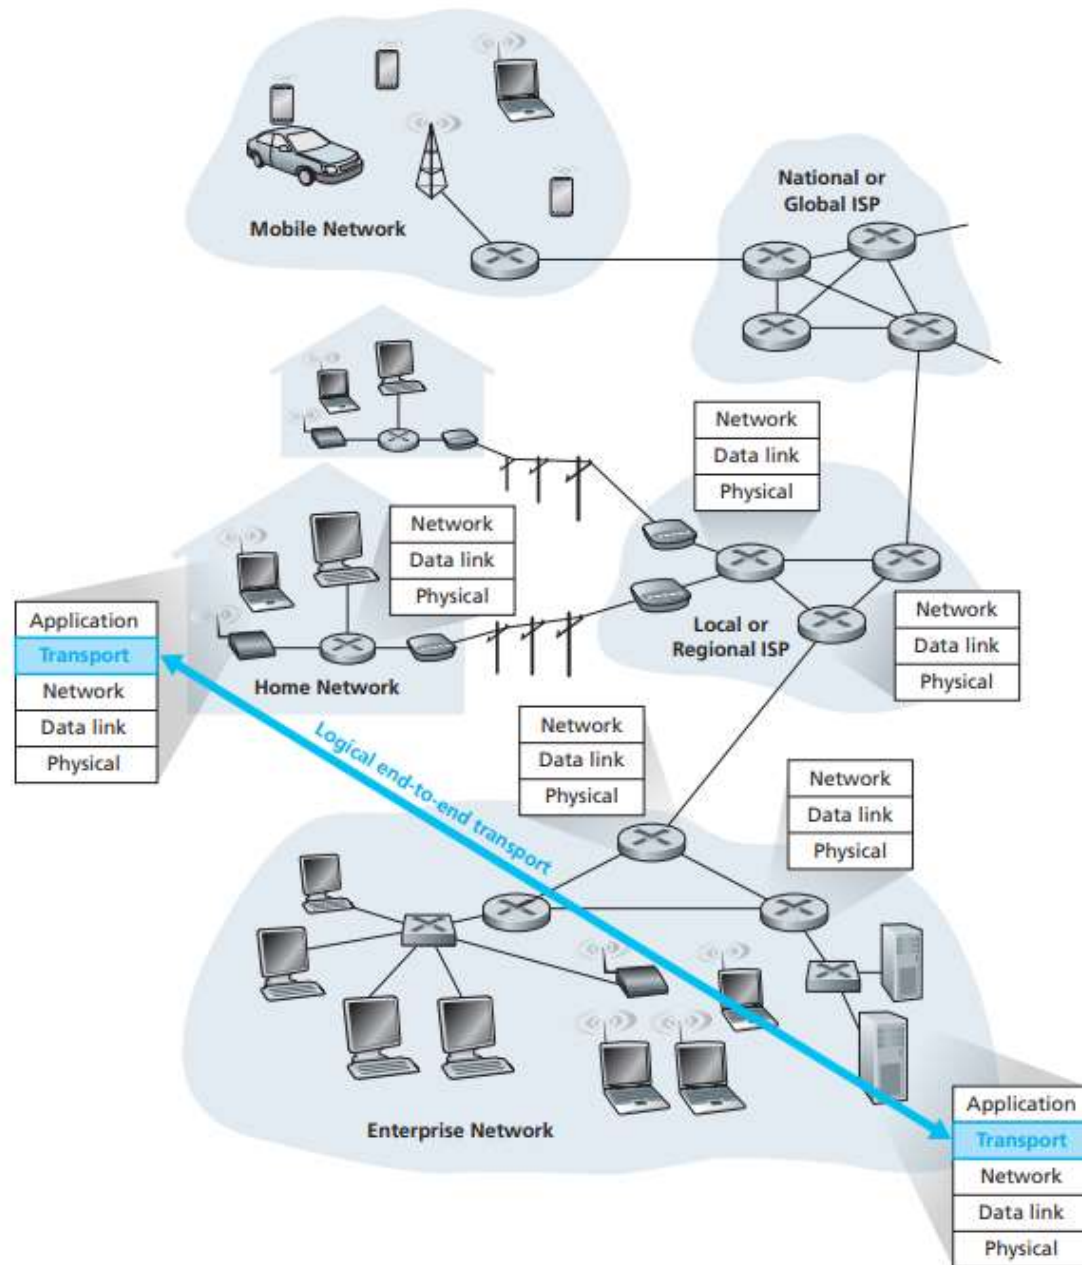 National or
Global ISP
Mobile Network
Network
Data link
Physical
Network
Data link
Physical
Application
Transport
Network
Data link
Physical
Home Network
Local or
Regional ISP
Network
Data link
Physical
Network
Data link
Physical
Logical end-to-end transport
Network
Data link
Physical
Enterprise Network
Application
Transport
Network
Data link
Physical